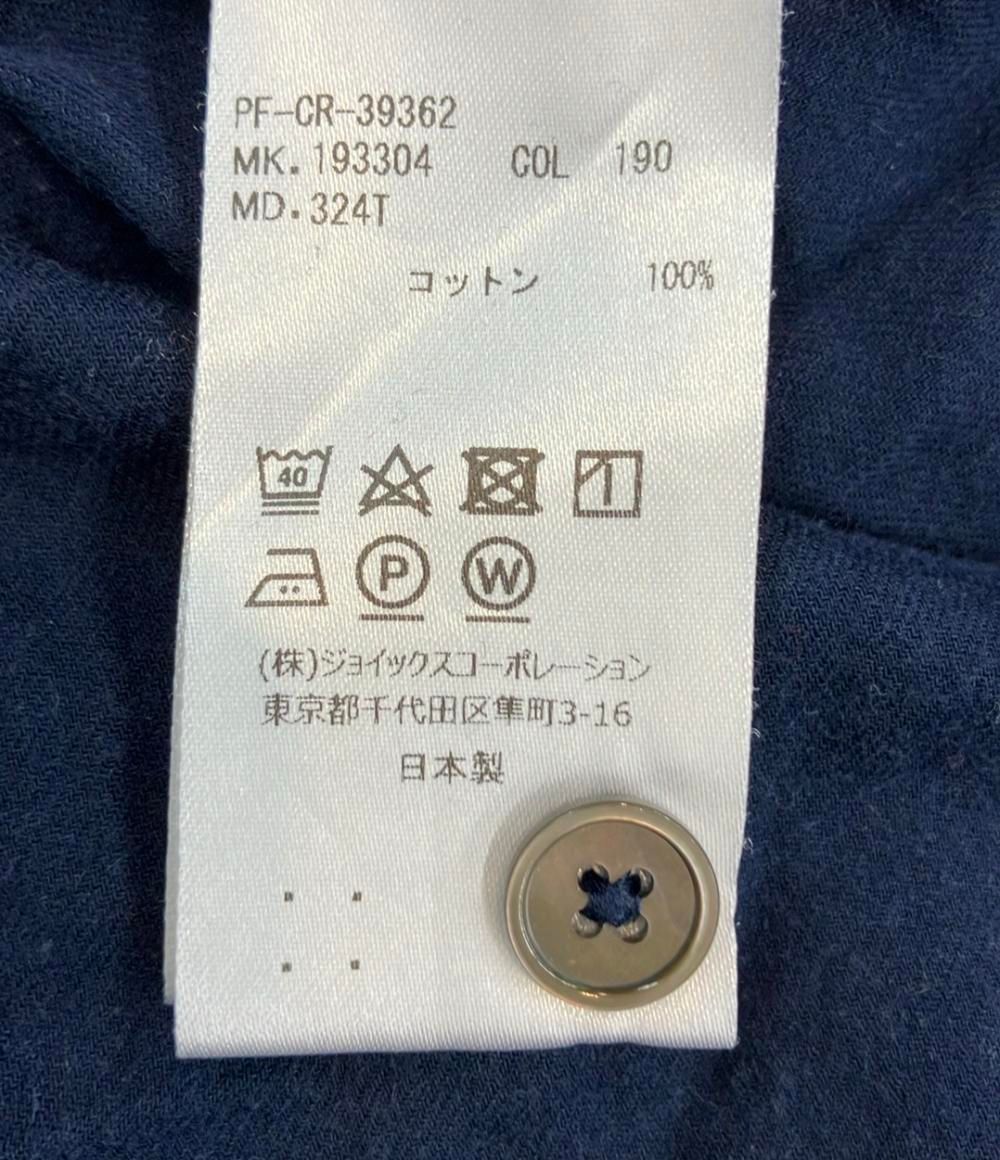 PF-CR-39362
MK. 193304 COL 190
MD. 324T
コットン 100%
40
P W
(株)ジョイックスコーポレーション
東京都千代田区隼町3-16
日本製